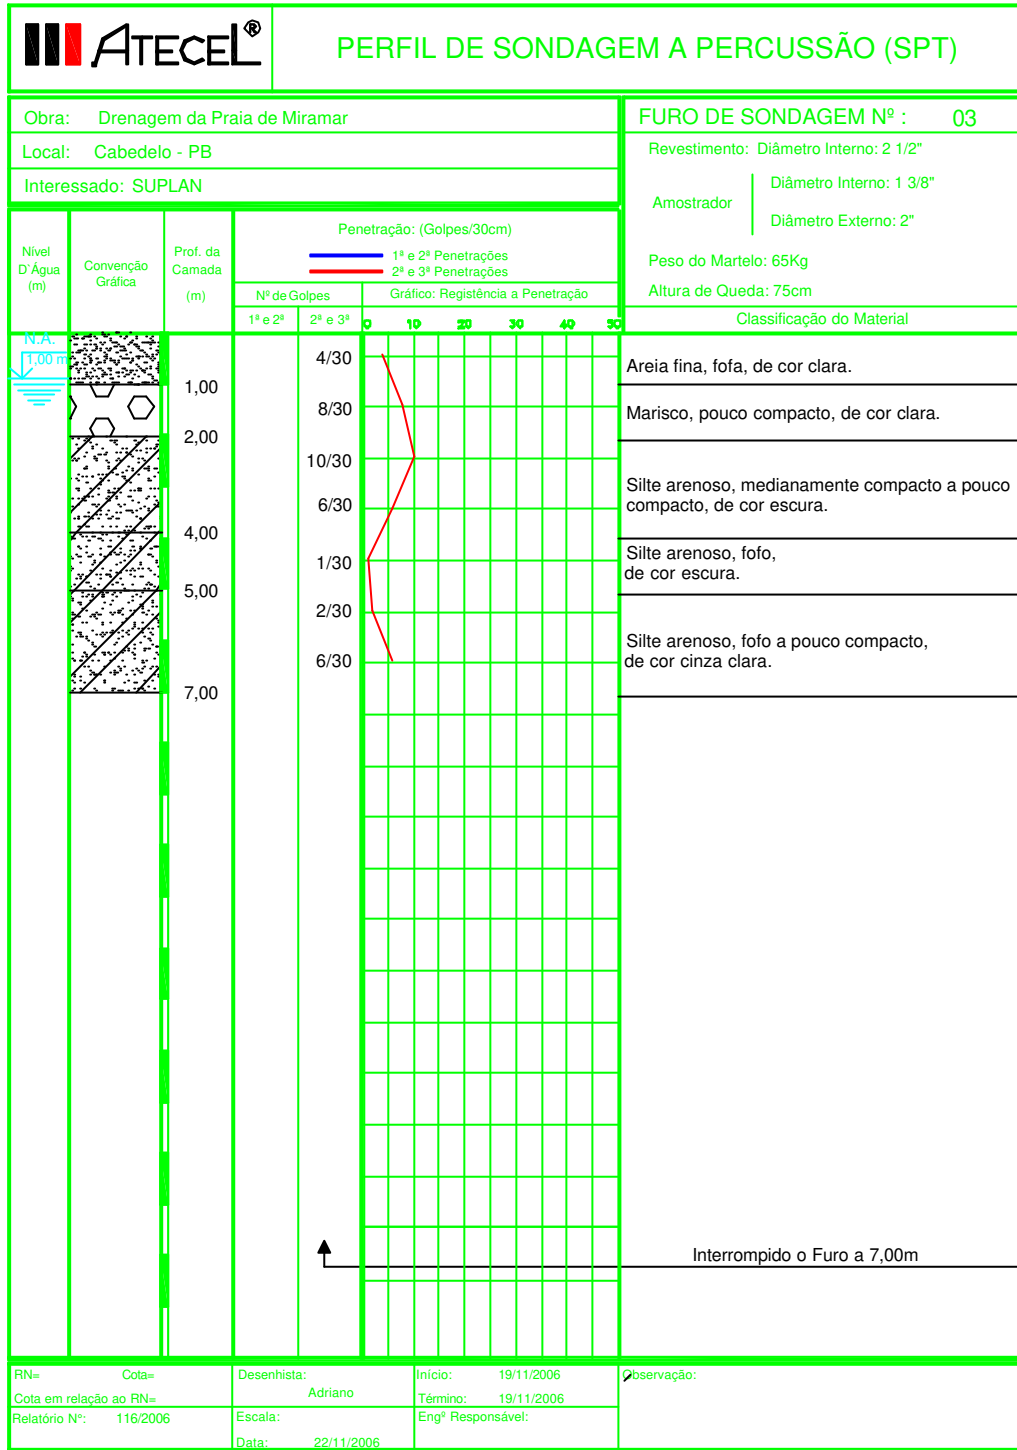 ATECEL®
PERFIL DE SONDAGEM A PERCUSSÃO (SPT)
Obra: Drenagem da Praia de Miramar
Local: Cabedelo - PB
Interessado: SUPLAN
FURO DE SONDAGEM Nº : 03
Revestimento: Diâmetro Interno: 2 1/2"
Amostrador
Diâmetro Interno: 1 3/8"
Diâmetro Externo: 2"
Peso do Martelo: 65Kg
Altura de Queda: 75cm
Classificação do Material
Nível
D`Água
(m)
Convenção
Gráfica
Prof. da
Camada
(m)
Penetração: (Golpes/30cm)
1ª e 2ª Penetrações
2ª e 3ª Penetrações
Nº de Golpes
Gráfico: Registência a Penetração
1ª e 2ª
2ª e 3ª
0 10 20 30 40 50
N.A.
1,00 m
1,00
2,00
4,00
5,00
7,00
4/30
8/30
10/30
6/30
1/30
2/30
6/30
Areia fina, fofa, de cor clara.
Marisco, pouco compacto, de cor clara.
Silte arenoso, medianamente compacto a pouco
compacto, de cor escura.
Silte arenoso, fofo,
de cor escura.
Silte arenoso, fofo a pouco compacto,
de cor cinza clara.
Interrompido o Furo a 7,00m
RN= Cota=
Cota em relação ao RN=
Relatório N°: 116/2006
Desenhista:
Adriano
Escala:
Data: 22/11/2006
Início: 19/11/2006
Término: 19/11/2006
Engº Responsável:
Observação: